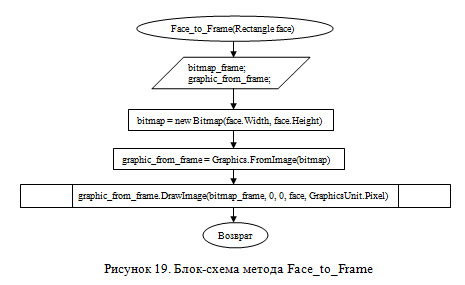 Face_to_Frame(Rectangle face)
bitmap_frame;
graphic_from_frame;
bitmap = new Bitmap(face.Width, face.Height)
graphic_from_frame = Graphics.FromImage(bitmap)
graphic_from_frame.DrawImage(bitmap_frame, 0, 0, face, GraphicsUnit.Pixel)
Возврат
Рисунок 19. Блок-схема метода Face_to_Frame